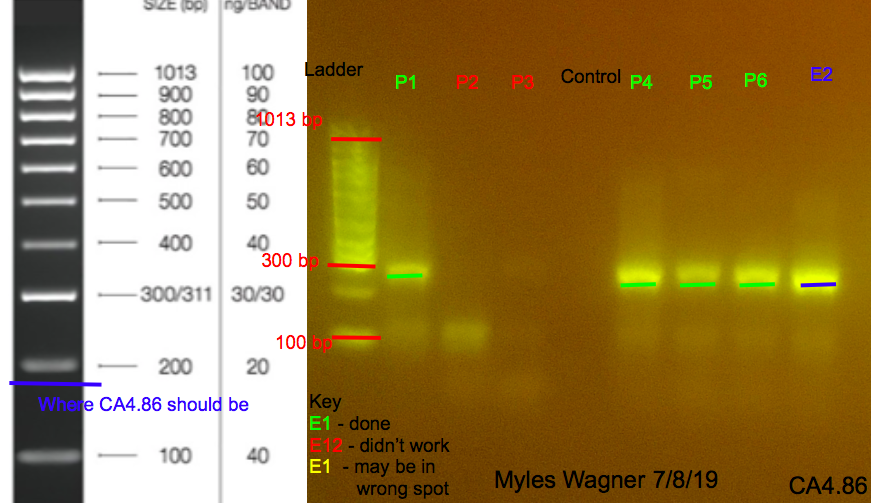 SIZE (bp) ng/BAND
1013 100
900 90
800 80
700 70
600 60
500 50
400 40
300/311 30/30
200 20
100 40
Where CA4.86 should be
Ladder P1 P2 P3 Control P4 P5 P6 E2
1013 bp
300 bp
100 bp
Key
E1 - done
E12 - didn't work
E1 - may be in
wrong spot
Myles Wagner 7/8/19
CA4.86